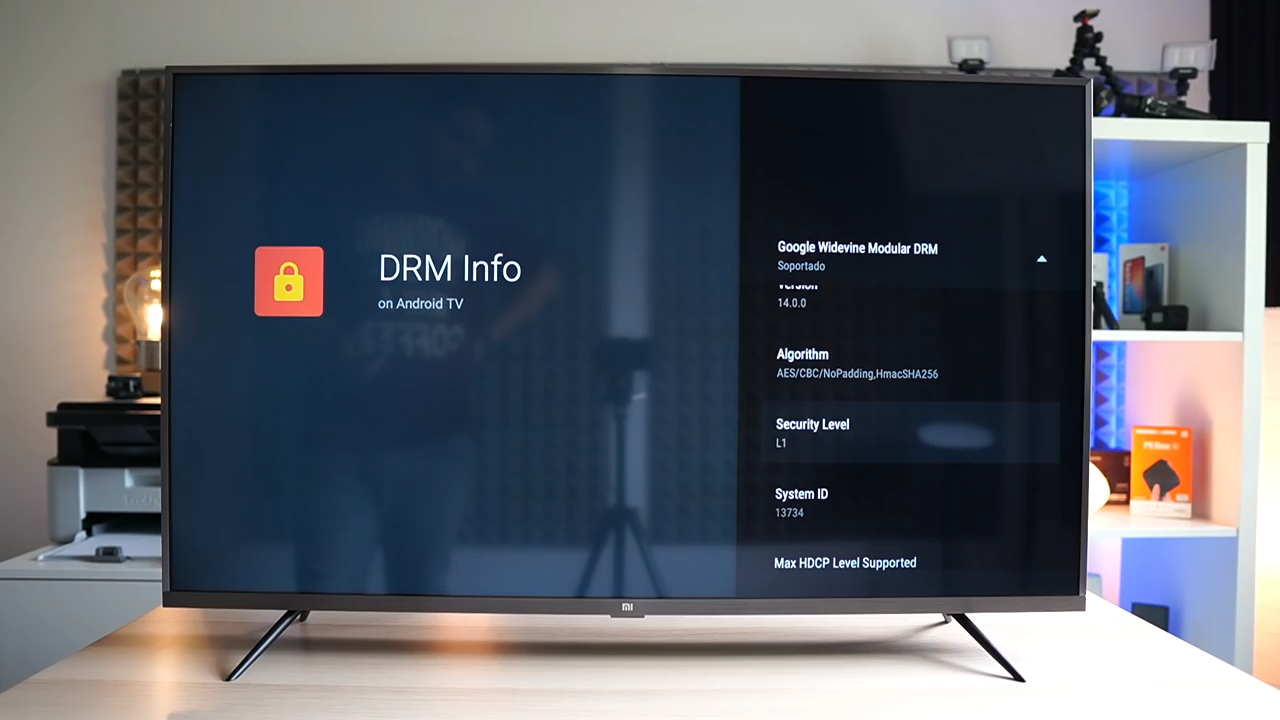 DRM Info
on Android TV
Google Widevine Modular DRM
Soportado
Version
14.0.0
Algorithm
AES/CBC/NoPadding,HmacSHA256
Security Level
L1
System ID
13734
Max HDCP Level Supported
mi